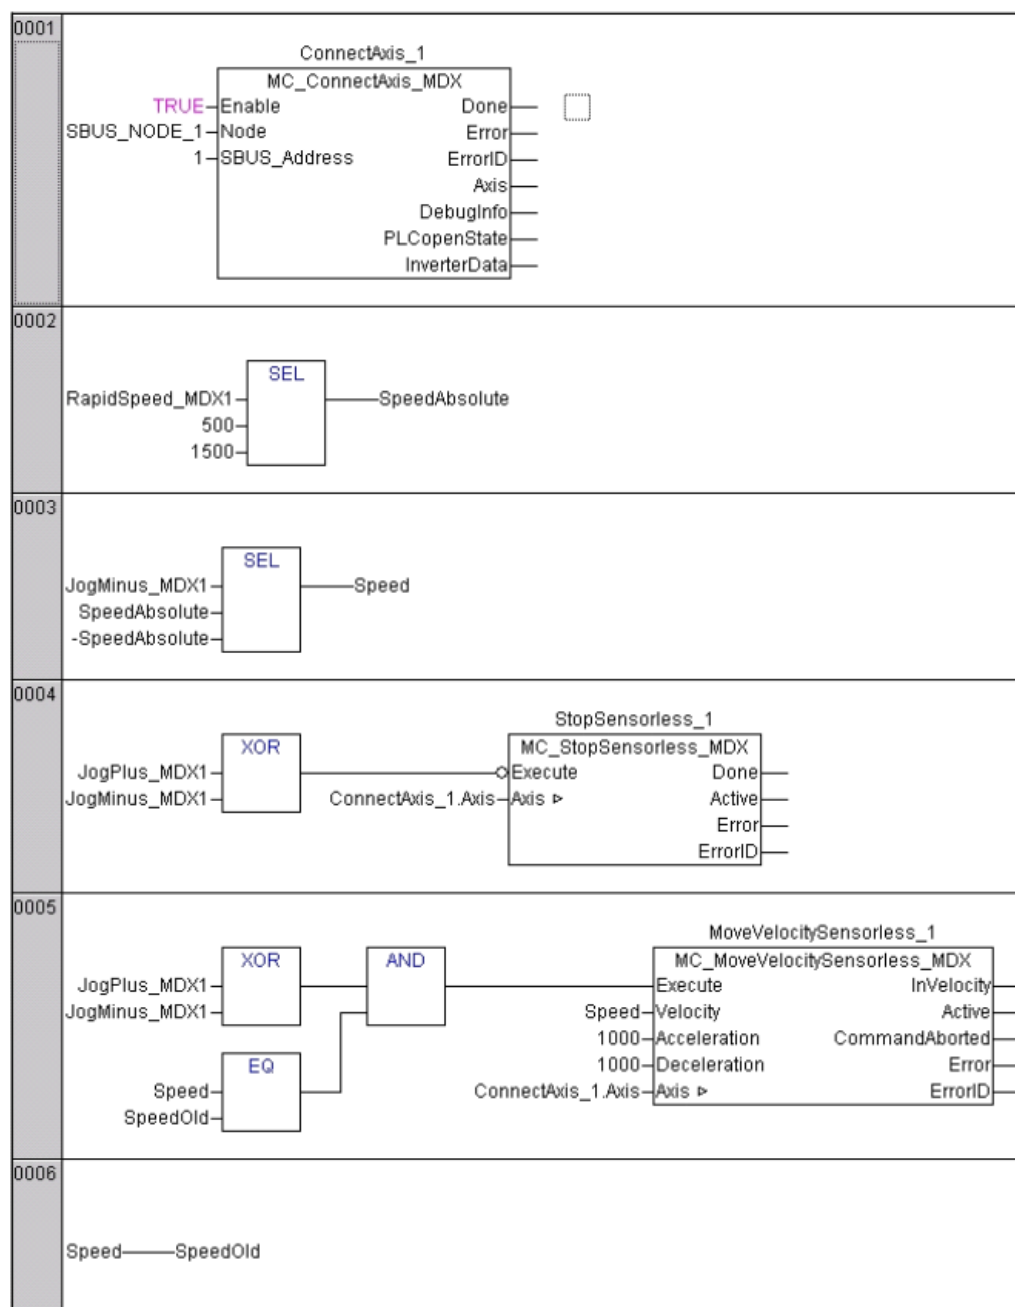 0001
ConnectAxis_1
MC_ConnectAxis_MDX
TRUE Enable Done
SBUS_NODE_1 Node Error
1 SBUS_Address ErrorID
Axis
DebugInfo
PLCopenState
InverterData
0002
SEL
RapidSpeed_MDX1 SpeedAbsolute
500
1500
0003
SEL
JogMinus_MDX1 Speed
SpeedAbsolute
-SpeedAbsolute
0004
StopSensorless_1
XOR MC_StopSensorless_MDX
JogPlus_MDX1 Execute Done
JogMinus_MDX1 ConnectAxis_1.Axis Axis Active
Error
ErrorID
0005
MoveVelocitySensorless_1
XOR AND MC_MoveVelocitySensorless_MDX
JogPlus_MDX1 Execute InVelocity
JogMinus_MDX1 Speed Velocity Active
1000 Acceleration CommandAborted
EQ 1000 Deceleration Error
Speed ConnectAxis_1.Axis Axis ErrorID
SpeedOld
0006
Speed SpeedOld